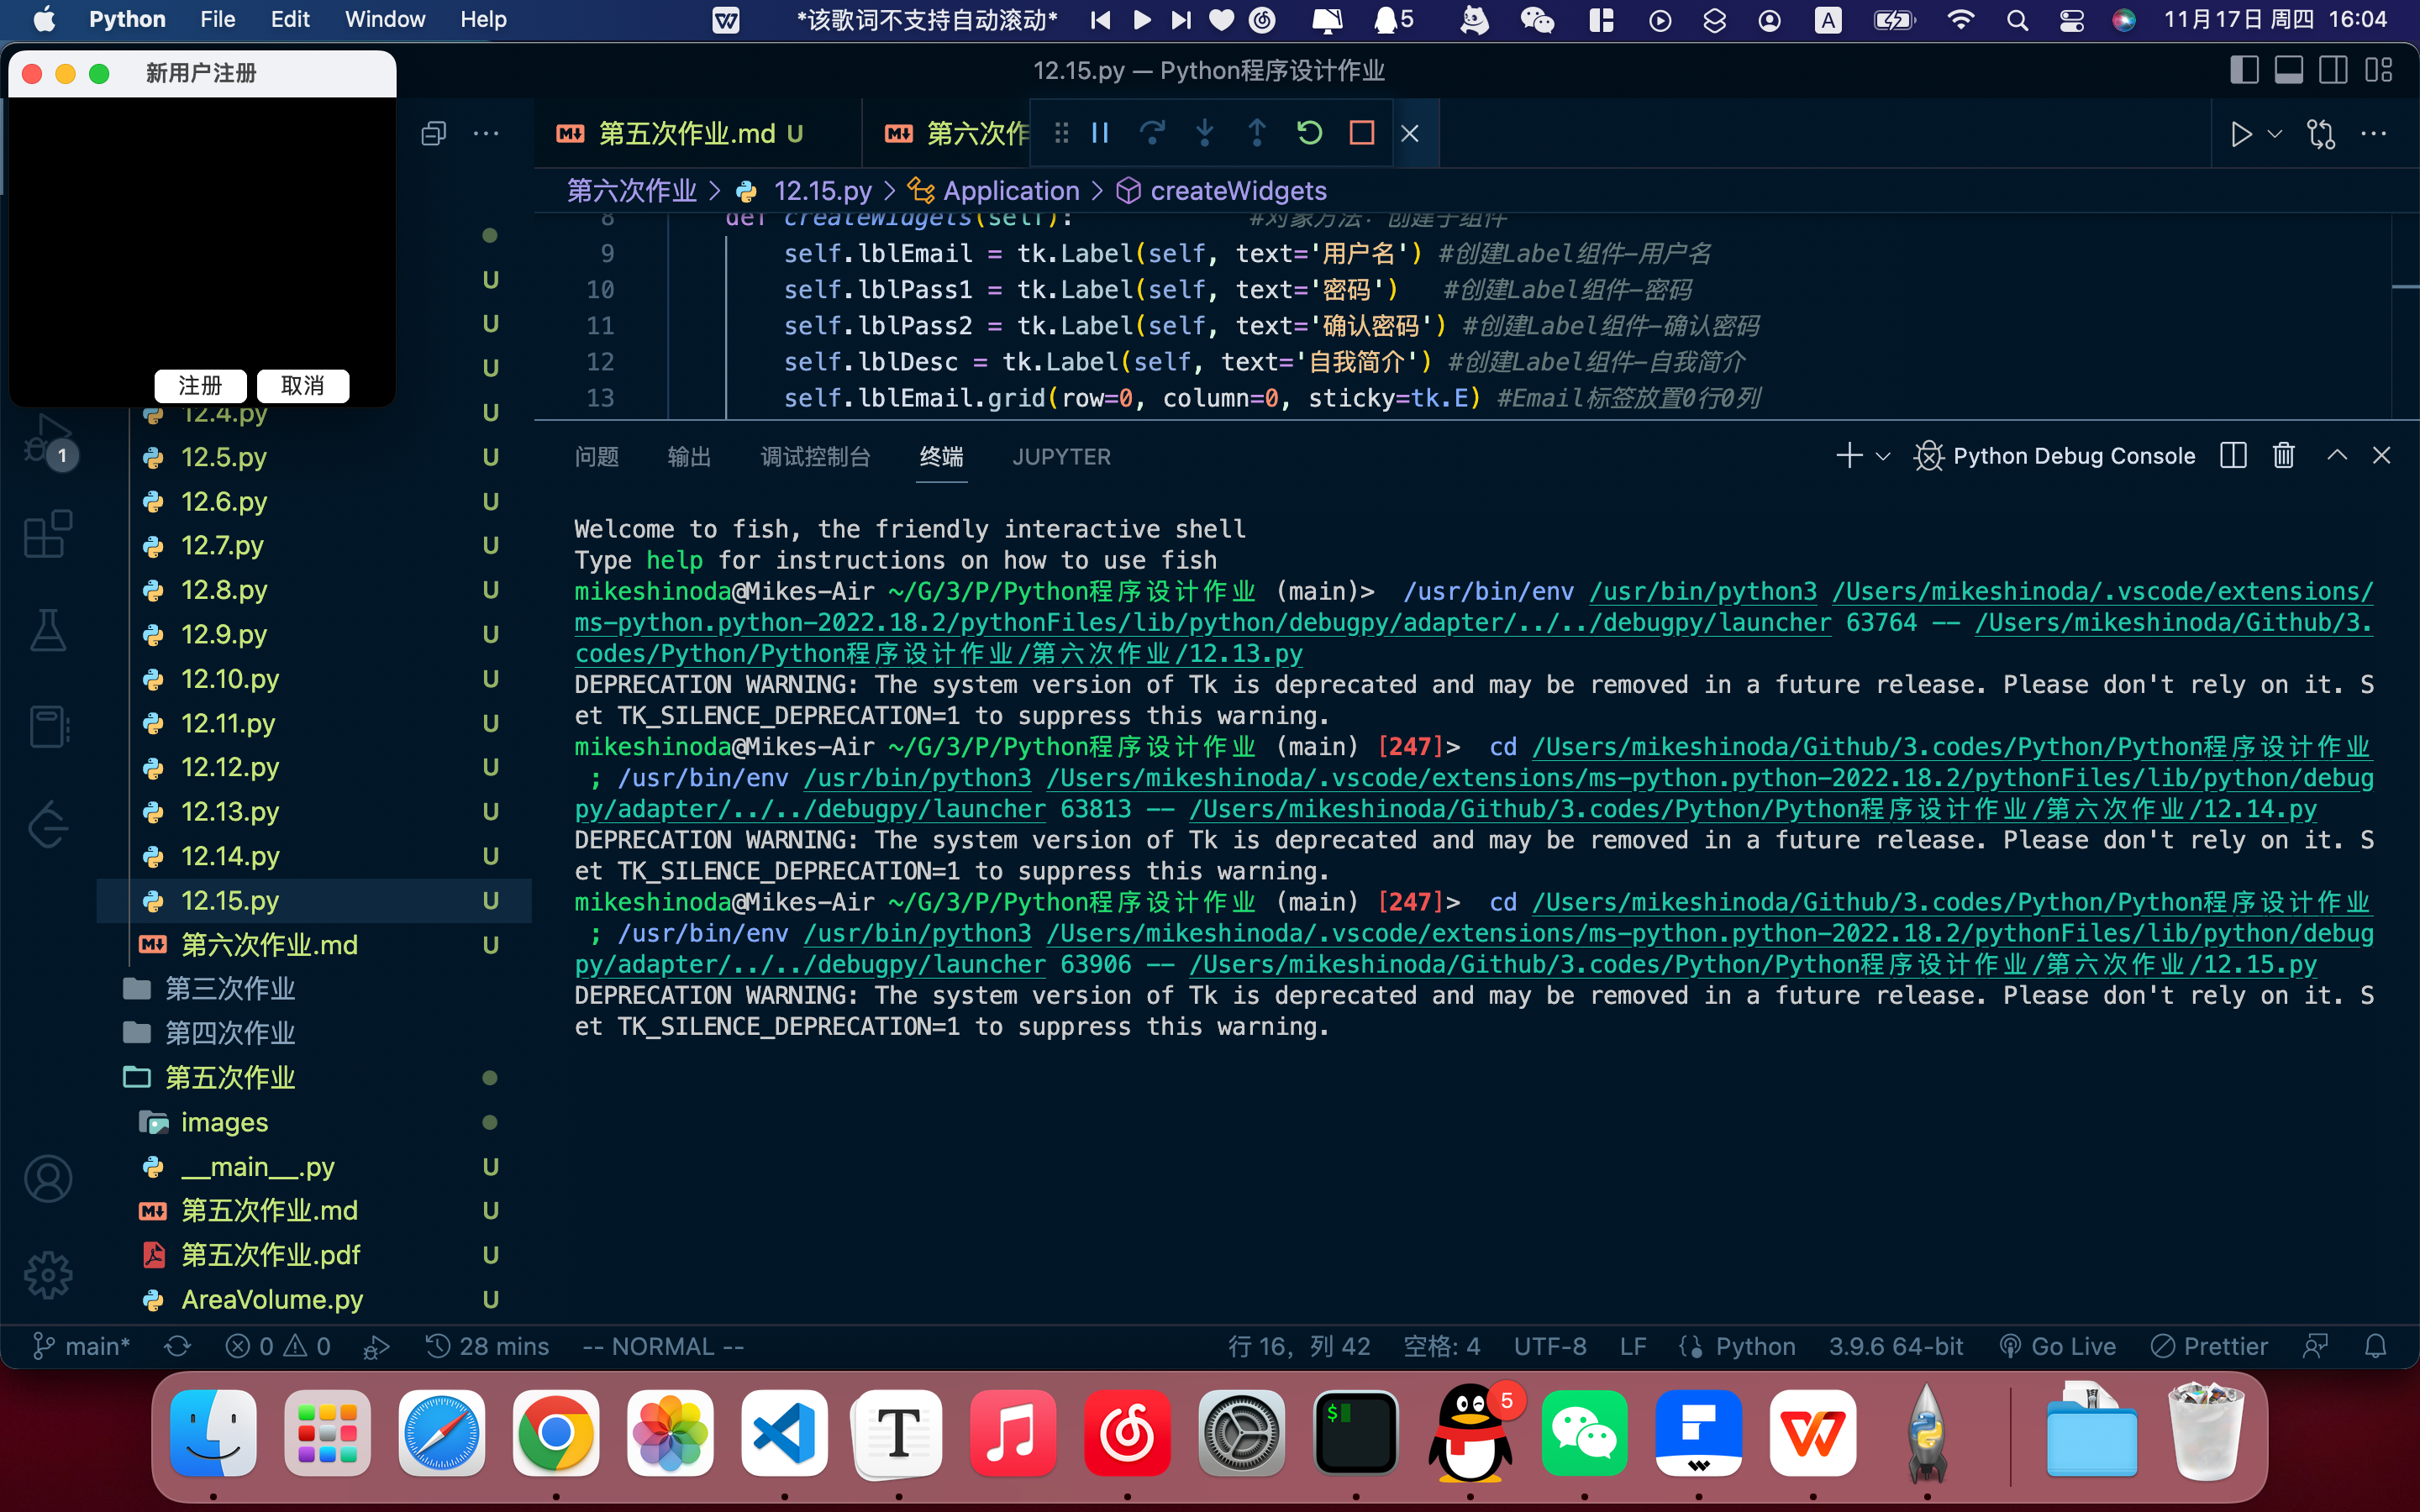 Python File Edit Window Help *该歌词不支持自动滚动* 5 A 11月17日 周四 16:04
新用户注册
12.15.py — Python程序设计作业
第五次作业.md U
第六次作
第六次作业 > 12.15.py > Application > createWidgets
8 def createWidgets(self): #对象方法：创建子组件
9 self.lblEmail = tk.Label(self, text='用户名') #创建Label组件-用户名
10 self.lblPass1 = tk.Label(self, text='密码') #创建Label组件-密码
11 self.lblPass2 = tk.Label(self, text='确认密码') #创建Label组件-确认密码
12 self.lblDesc = tk.Label(self, text='自我简介') #创建Label组件-自我简介
13 self.lblEmail.grid(row=0, column=0, sticky=tk.E) #Email标签放置0行0列
注册 取消
U
U
U
12.4.py U
12.5.py U
12.6.py U
12.7.py U
12.8.py U
12.9.py U
12.10.py U
12.11.py U
12.12.py U
12.13.py U
12.14.py U
12.15.py U
第六次作业.md U
第三次作业
第四次作业
第五次作业
images
__main__.py U
第五次作业.md U
第五次作业.pdf U
AreaVolume.py U
1
问题 输出 调试控制台 终端 JUPYTER Python Debug Console
Welcome to fish, the friendly interactive shell
Type help for instructions on how to use fish
mikeshinoda@Mikes-Air ~/G/3/P/Python程序设计作业 (main)> /usr/bin/env /usr/bin/python3 /Users/mikeshinoda/.vscode/extensions/
ms-python.python-2022.18.2/pythonFiles/lib/python/debugpy/adapter/../../debugpy/launcher 63764 -- /Users/mikeshinoda/Github/3.
codes/Python/Python程序设计作业/第六次作业/12.13.py
DEPRECATION WARNING: The system version of Tk is deprecated and may be removed in a future release. Please don't rely on it. S
et TK_SILENCE_DEPRECATION=1 to suppress this warning.
mikeshinoda@Mikes-Air ~/G/3/P/Python程序设计作业 (main) [247]> cd /Users/mikeshinoda/Github/3.codes/Python/Python程序设计作业
; /usr/bin/env /usr/bin/python3 /Users/mikeshinoda/.vscode/extensions/ms-python.python-2022.18.2/pythonFiles/lib/python/debug
py/adapter/../../debugpy/launcher 63813 -- /Users/mikeshinoda/Github/3.codes/Python/Python程序设计作业/第六次作业/12.14.py
DEPRECATION WARNING: The system version of Tk is deprecated and may be removed in a future release. Please don't rely on it. S
et TK_SILENCE_DEPRECATION=1 to suppress this warning.
mikeshinoda@Mikes-Air ~/G/3/P/Python程序设计作业 (main) [247]> cd /Users/mikeshinoda/Github/3.codes/Python/Python程序设计作业
; /usr/bin/env /usr/bin/python3 /Users/mikeshinoda/.vscode/extensions/ms-python.python-2022.18.2/pythonFiles/lib/python/debug
py/adapter/../../debugpy/launcher 63906 -- /Users/mikeshinoda/Github/3.codes/Python/Python程序设计作业/第六次作业/12.15.py
DEPRECATION WARNING: The system version of Tk is deprecated and may be removed in a future release. Please don't rely on it. S
et TK_SILENCE_DEPRECATION=1 to suppress this warning.
main* 0 0 28 mins -- NORMAL -- 行 16，列 42 空格: 4 UTF-8 LF Python 3.9.6 64-bit Go Live Prettier
5